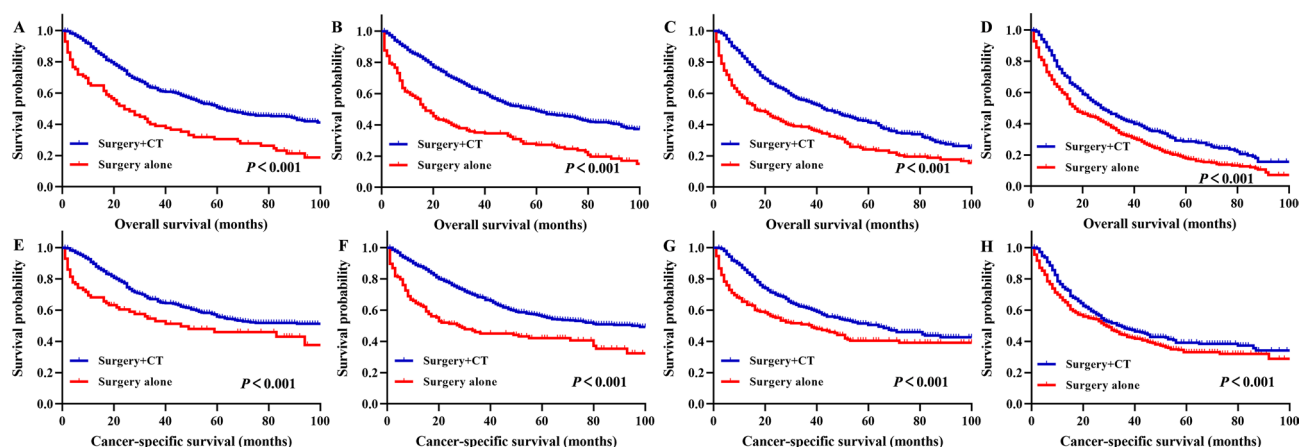 A
Survival probability
1.0
0.8
0.6
0.4
0.2
0.0
Surgery+CT
Surgery alone
P < 0.001
0 20 40 60 80 100
Overall survival (months)
B
Survival probability
1.0
0.8
0.6
0.4
0.2
0.0
Surgery+CT
Surgery alone
P < 0.001
0 20 40 60 80 100
Overall survival (months)
C
Survival probability
1.0
0.8
0.6
0.4
0.2
0.0
Surgery+CT
Surgery alone
P < 0.001
0 20 40 60 80 100
Overall survival (months)
D
Survival probability
1.0
0.8
0.6
0.4
0.2
0.0
Surgery+CT
Surgery alone
P < 0.001
0 20 40 60 80 100
Overall survival (months)
E
Survival probability
1.0
0.8
0.6
0.4
0.2
0.0
Surgery+CT
Surgery alone
P < 0.001
0 20 40 60 80 100
Cancer-specific survival (months)
F
Survival probability
1.0
0.8
0.6
0.4
0.2
0.0
Surgery+CT
Surgery alone
P < 0.001
0 20 40 60 80 100
Cancer-specific survival (months)
G
Survival probability
1.0
0.8
0.6
0.4
0.2
0.0
Surgery+CT
Surgery alone
P < 0.001
0 20 40 60 80 100
Cancer-specific survival (months)
H
Survival probability
1.0
0.8
0.6
0.4
0.2
0.0
Surgery+CT
Surgery alone
P < 0.001
0 20 40 60 80 100
Cancer-specific survival (months)